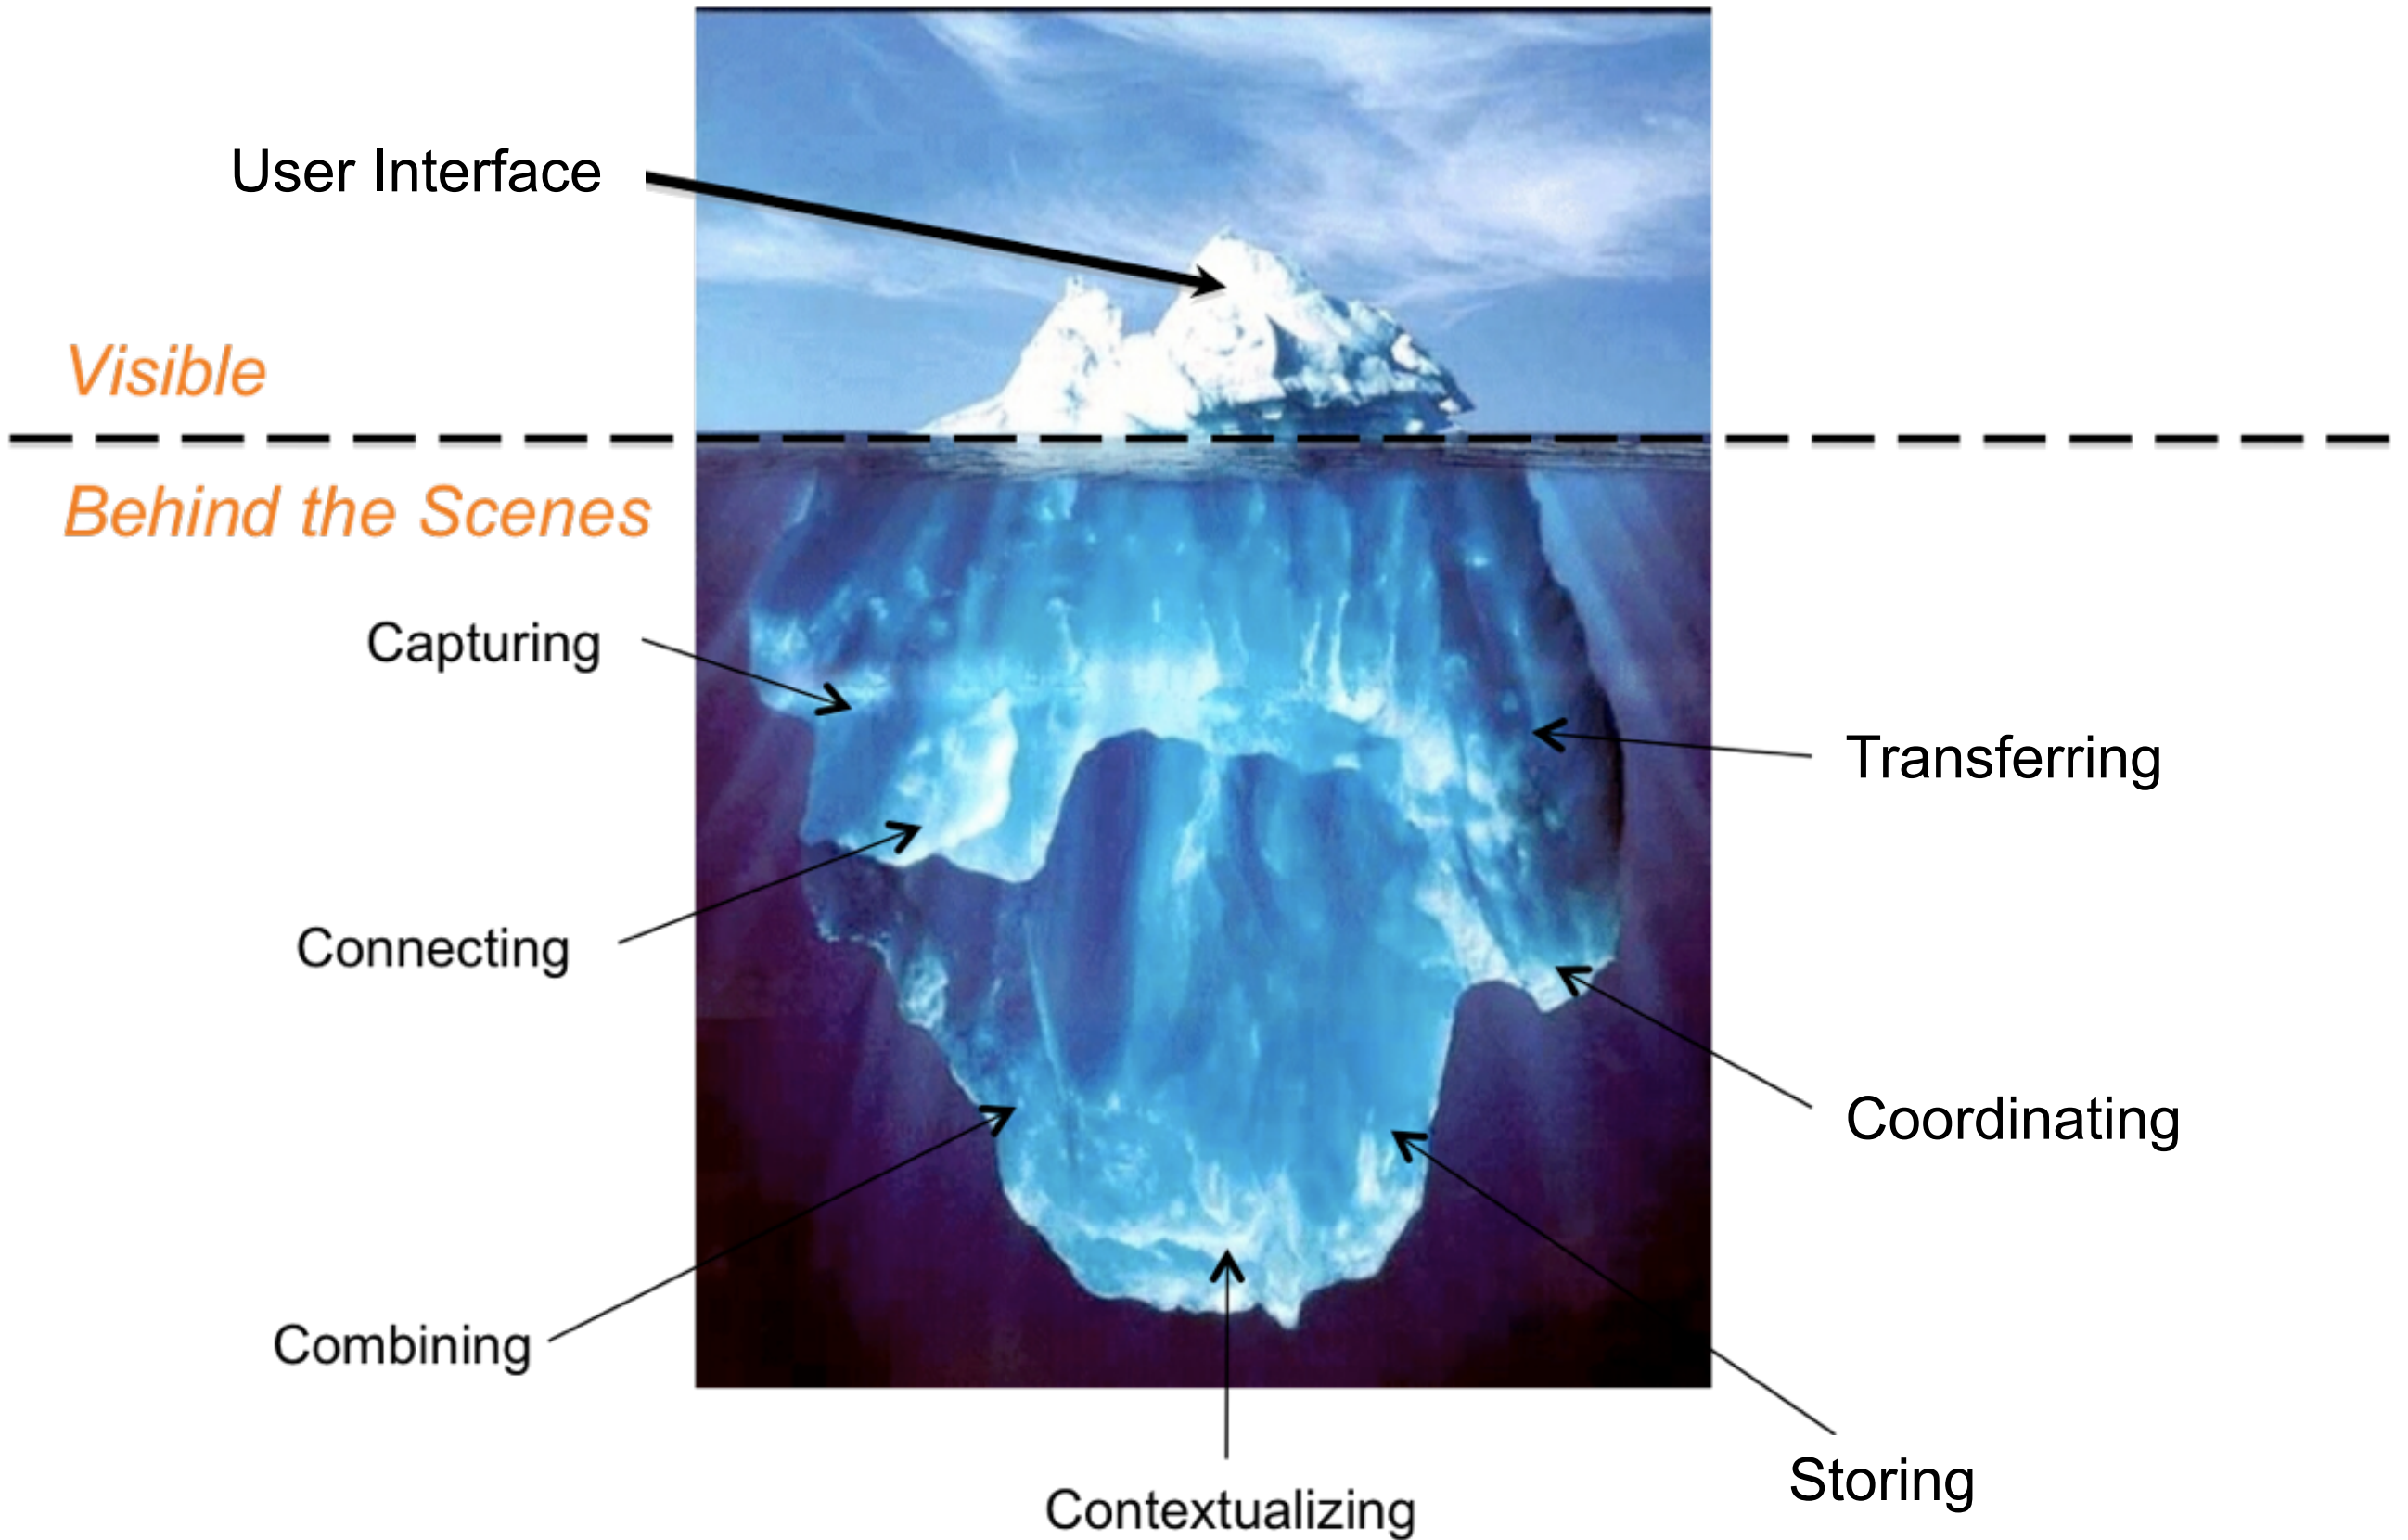 User Interface
Visible
Behind the Scenes
Capturing
Transferring
Connecting
Coordinating
Combining
Storing
Contextualizing